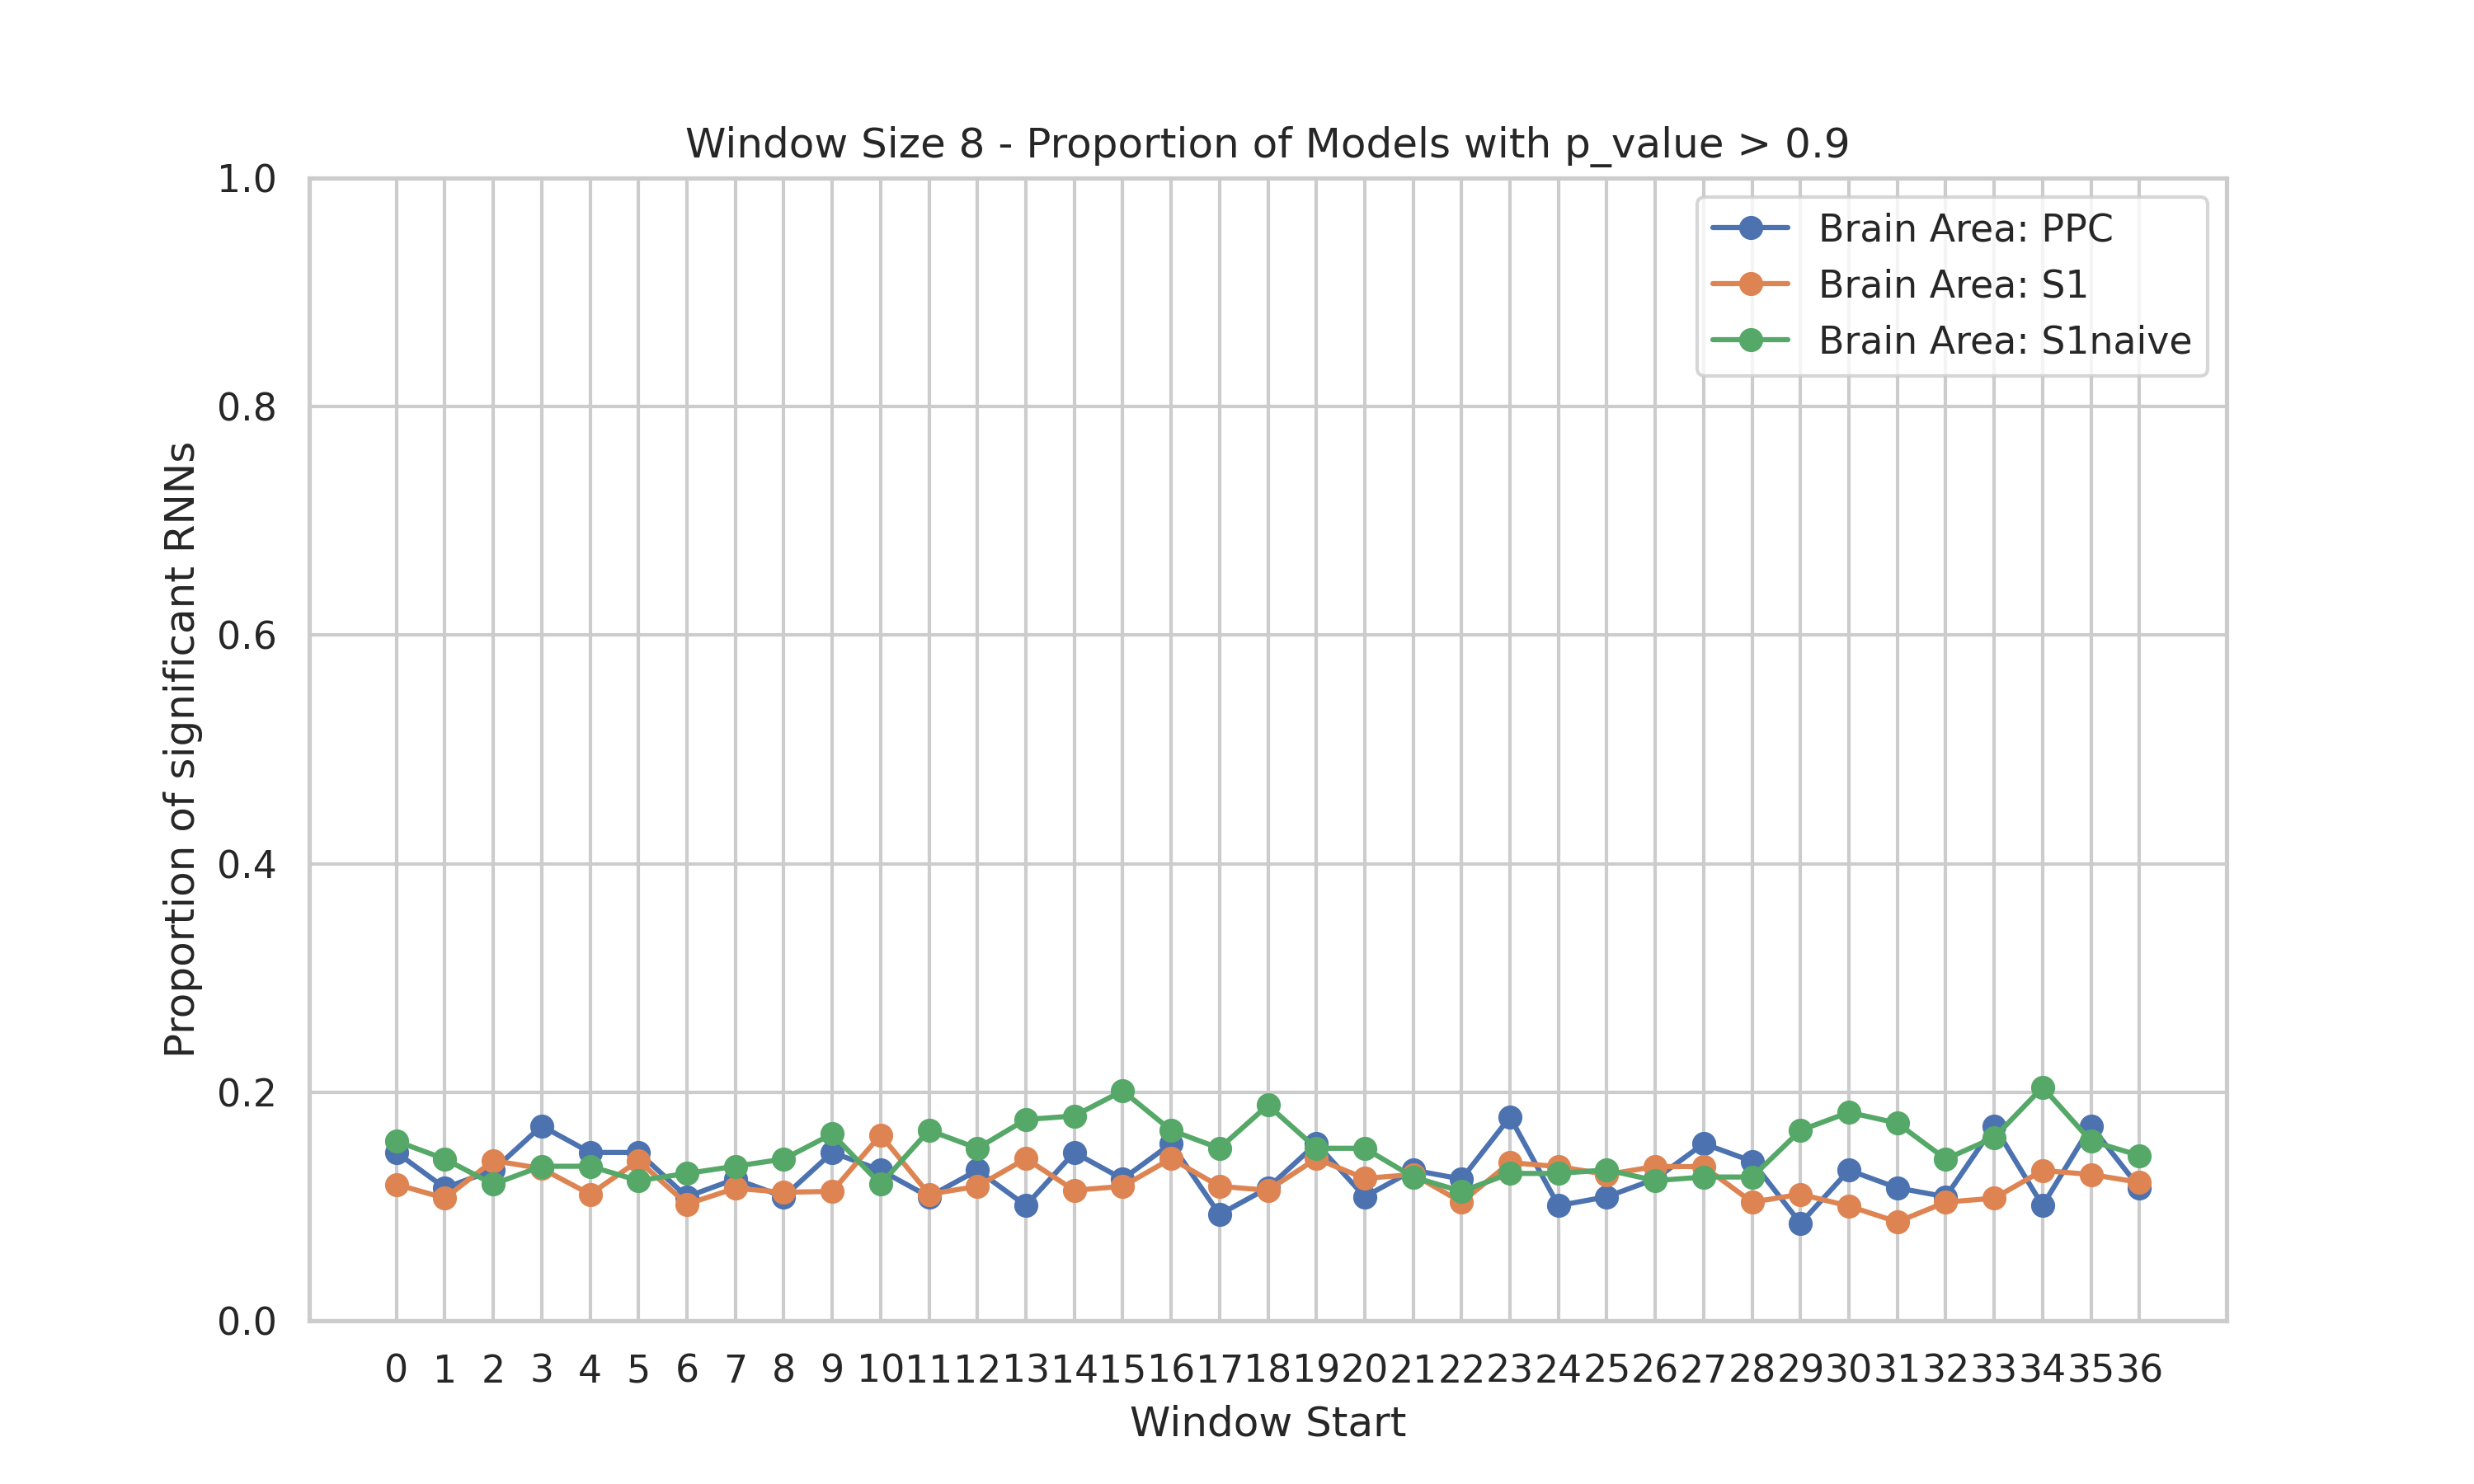 Window Size 8 - Proportion of Models with p_value > 0.9
1.0
0.8
0.6
0.4
0.2
0.0
Proportion of significant RNNs
Brain Area: PPC
Brain Area: S1
Brain Area: S1naive
0 1 2 3 4 5 6 7 8 9 10 11 12 13 14 15 16 17 18 19 20 21 22 23 24 25 26 27 28 29 30 31 32 33 34 35 36
Window Start